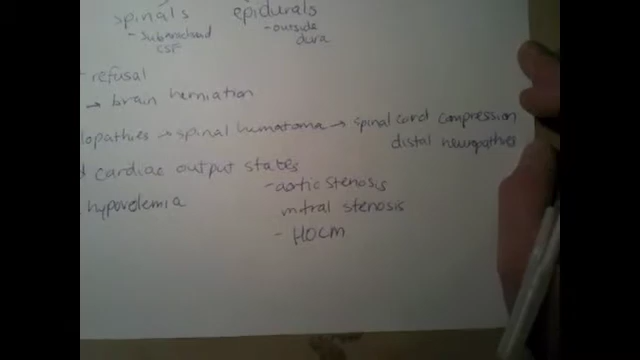 spinals epidurals
- subarachnoid - outside
CSF dura
refusal
→ brain herniation
lopathies → spinal hematoma → spinal cord compression
distal neuropathies
d cardiac output states
- aortic stenosis
hypovolemia
mitral stenosis
- HOCM